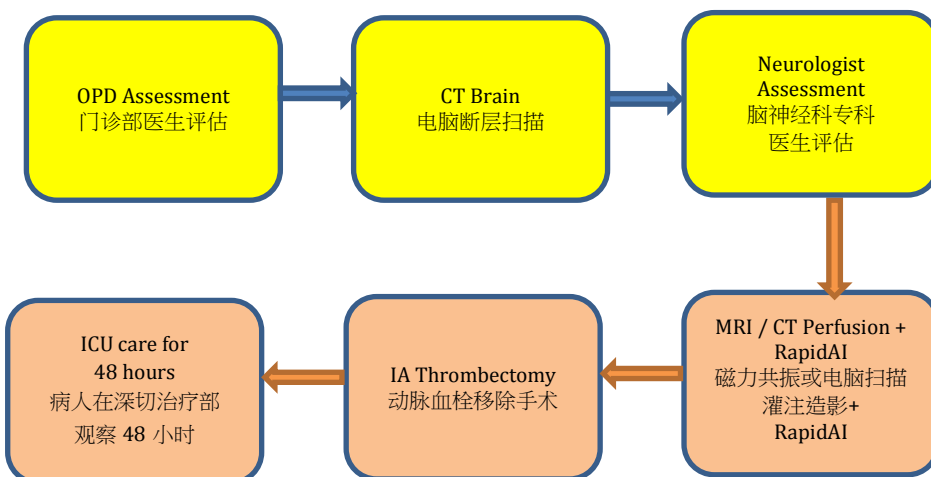 OPD Assessment
门诊部医生评估
CT Brain
电脑断层扫描
Neurologist
Assessment
脑神经科专科
医生评估
MRI / CT Perfusion +
RapidAI
磁力共振或电脑扫描
灌注造影+
RapidAI
IA Thrombectomy
动脉血栓移除手术
ICU care for
48 hours
病人在深切治疗部
观察 48 小时